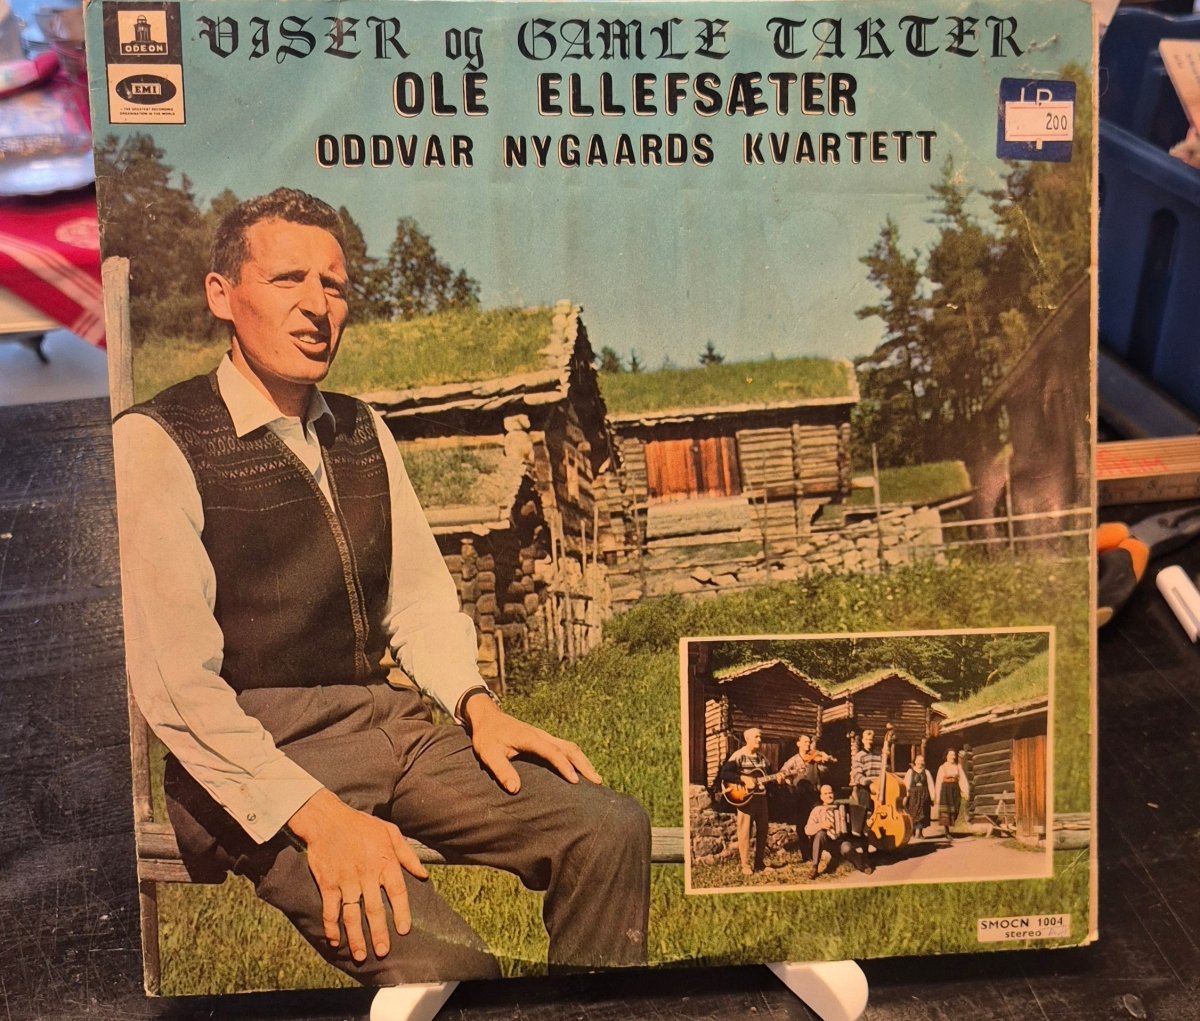 VISER og GAMLE TAKTER
OLE ELLEFSÆTER
ODDVAR NYGAARDS KVARTETT
ODEON
EMI
LP
200
SMOCN 1004
stereo